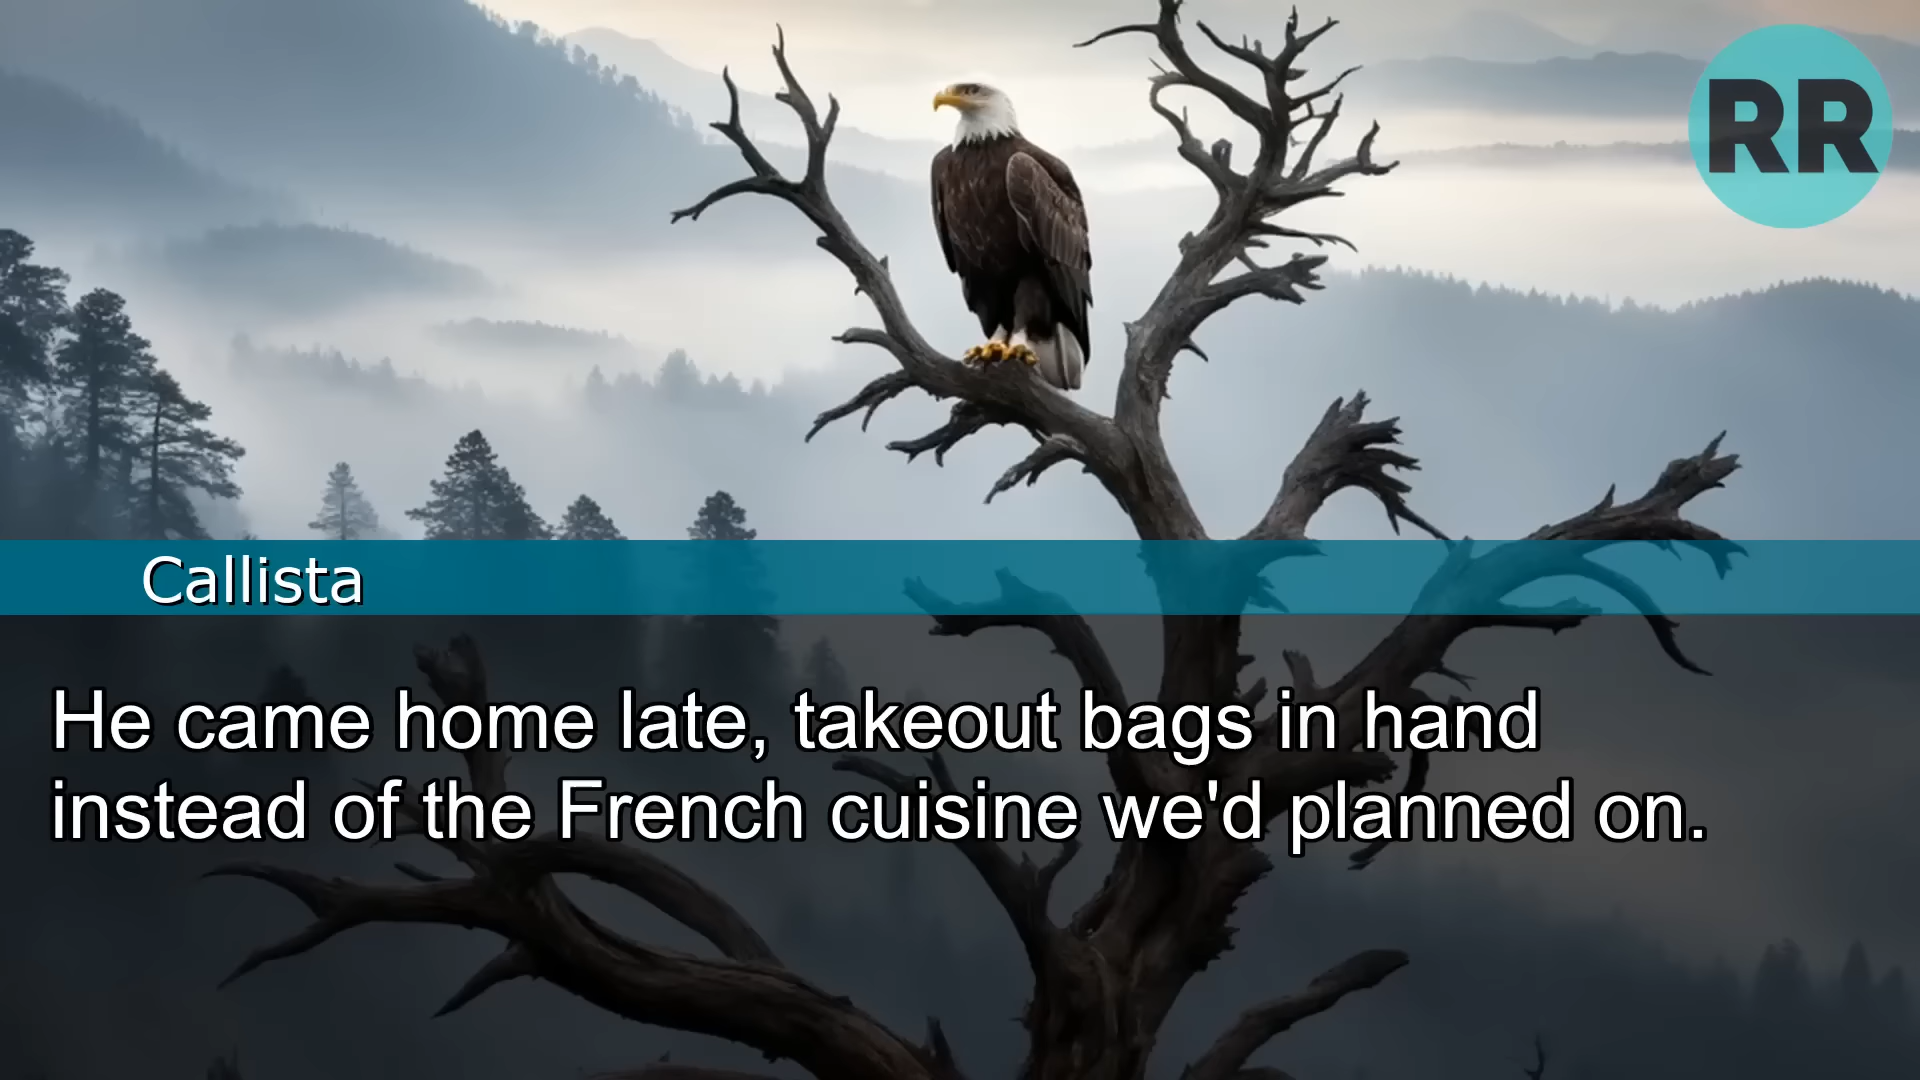 RR
Callista
He came home late, takeout bags in hand
instead of the French cuisine we'd planned on.